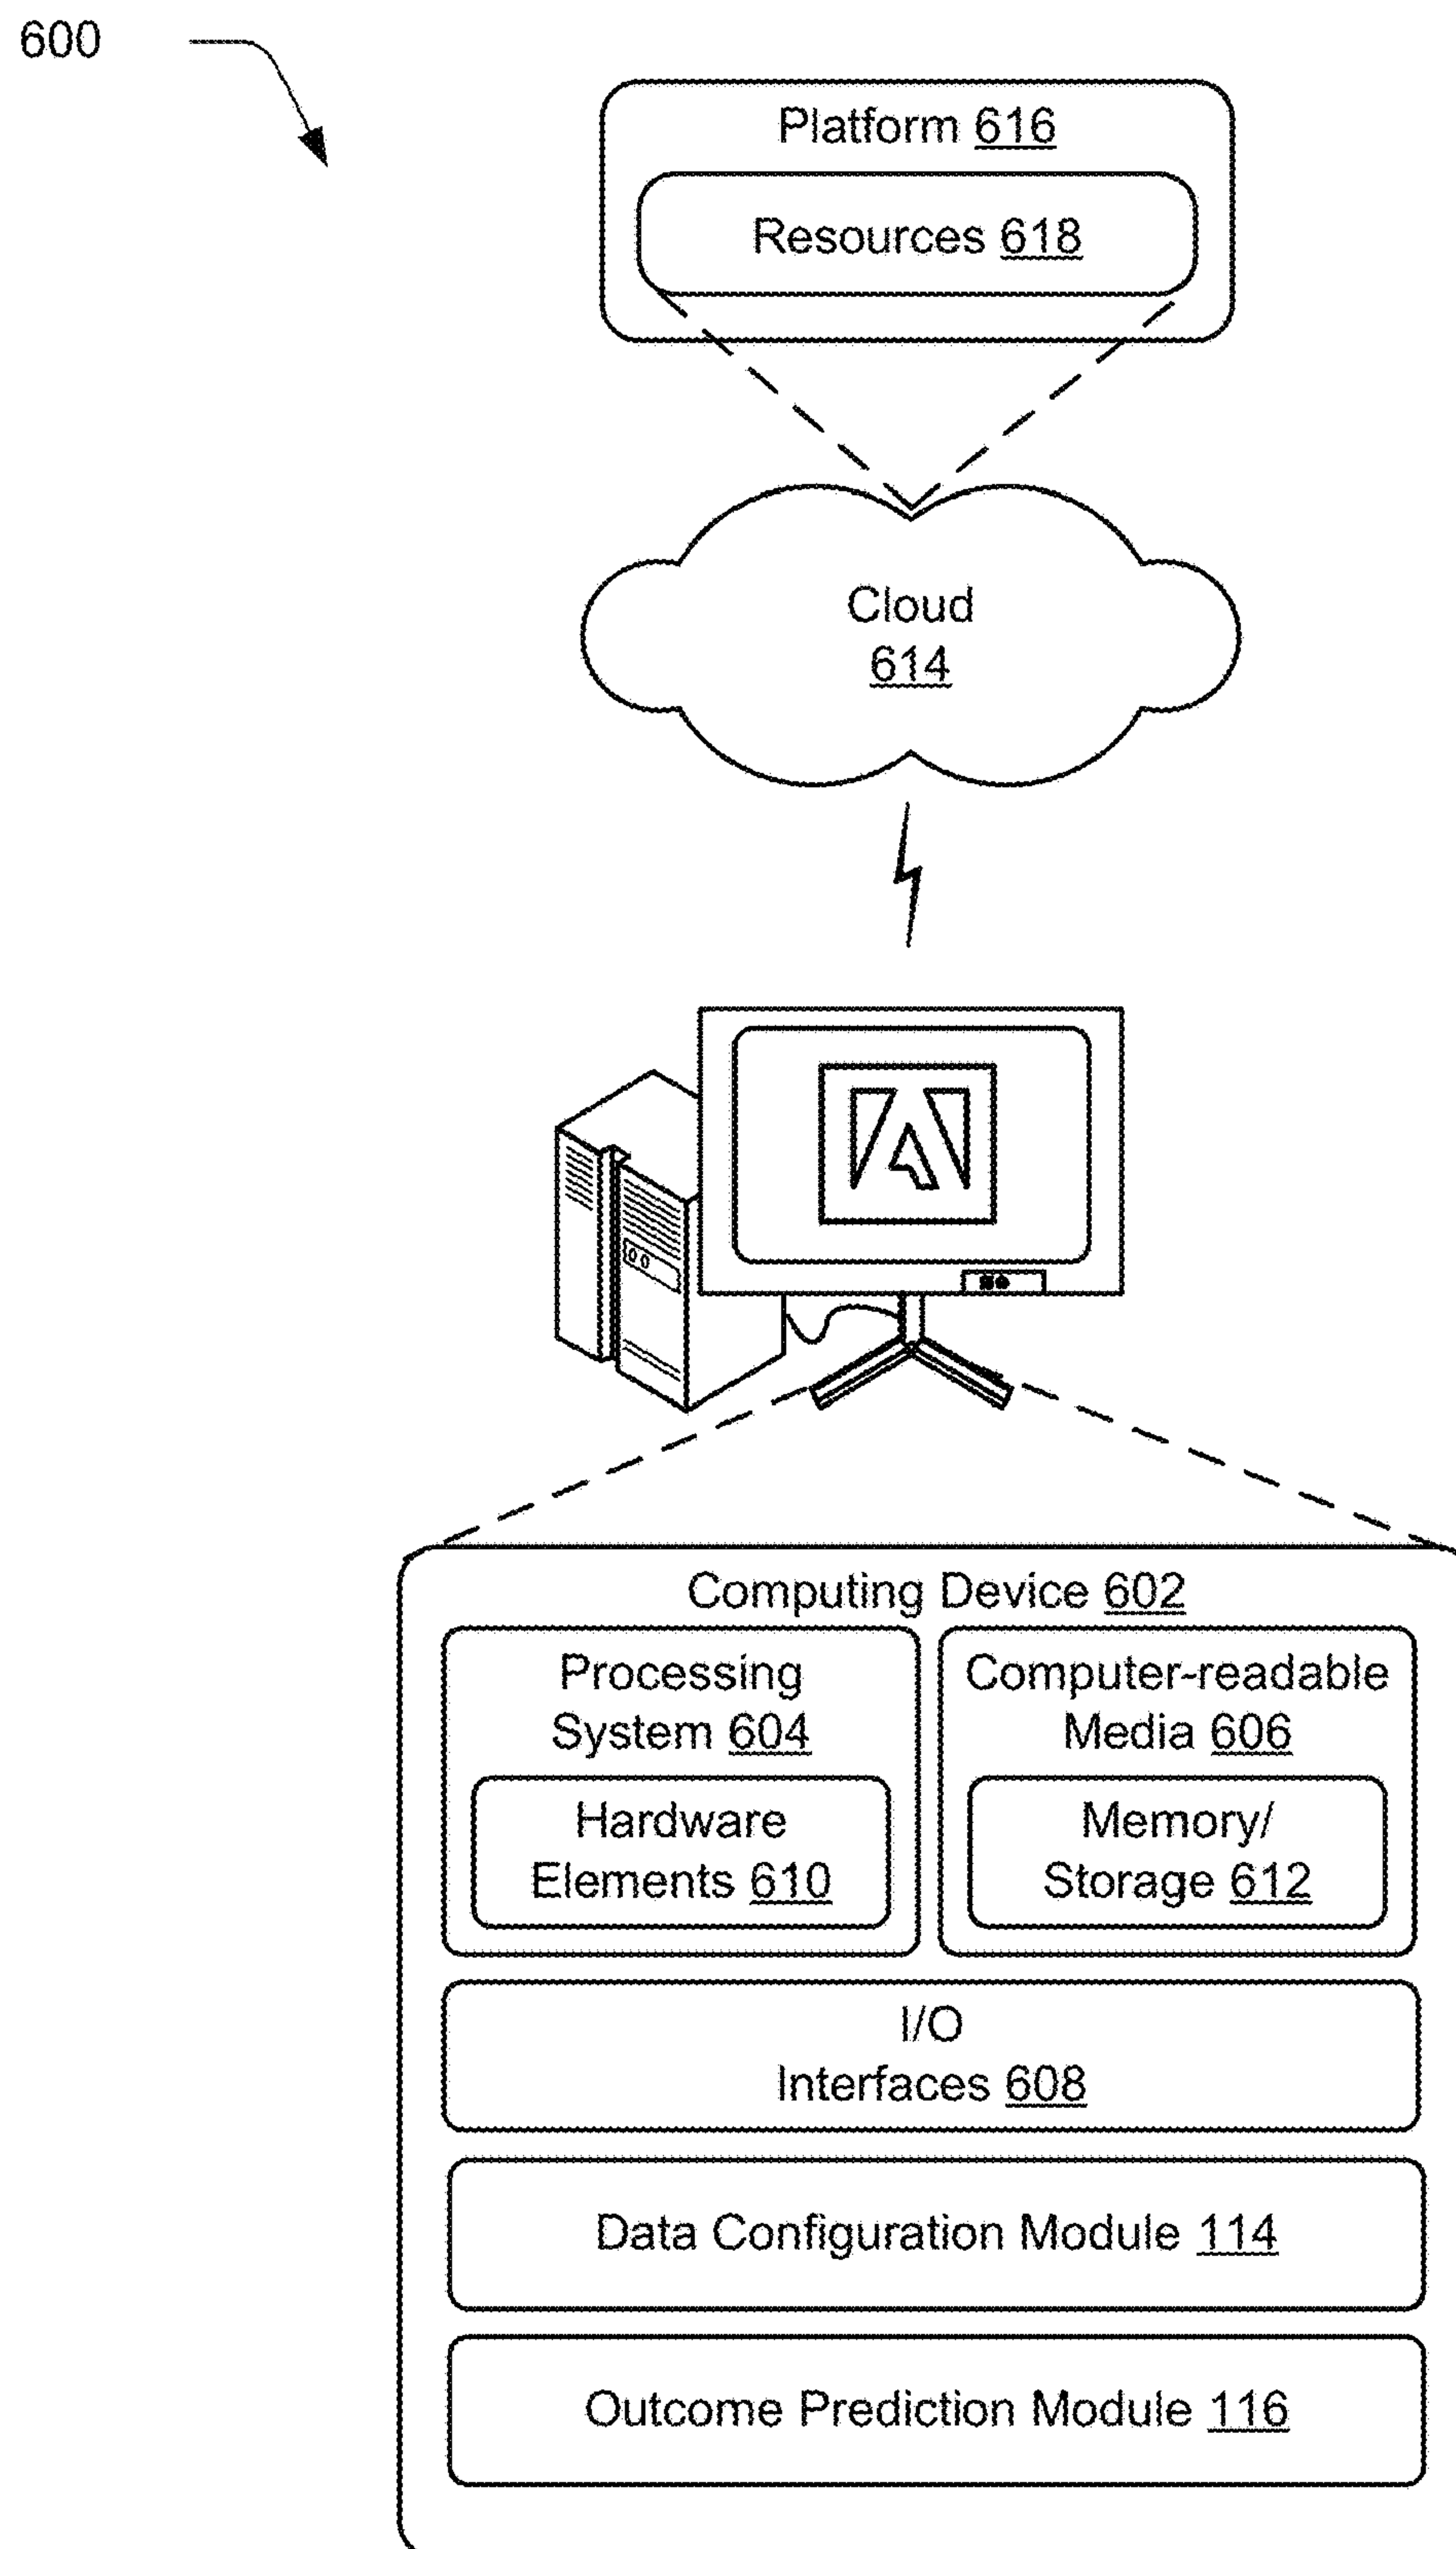 600
Platform 616
Resources 618
Cloud
614
Computing Device 602
Processing
System 604
Hardware
Elements 610
Computer-readable
Media 606
Memory/
Storage 612
I/O
Interfaces 608
Data Configuration Module 114
Outcome Prediction Module 116